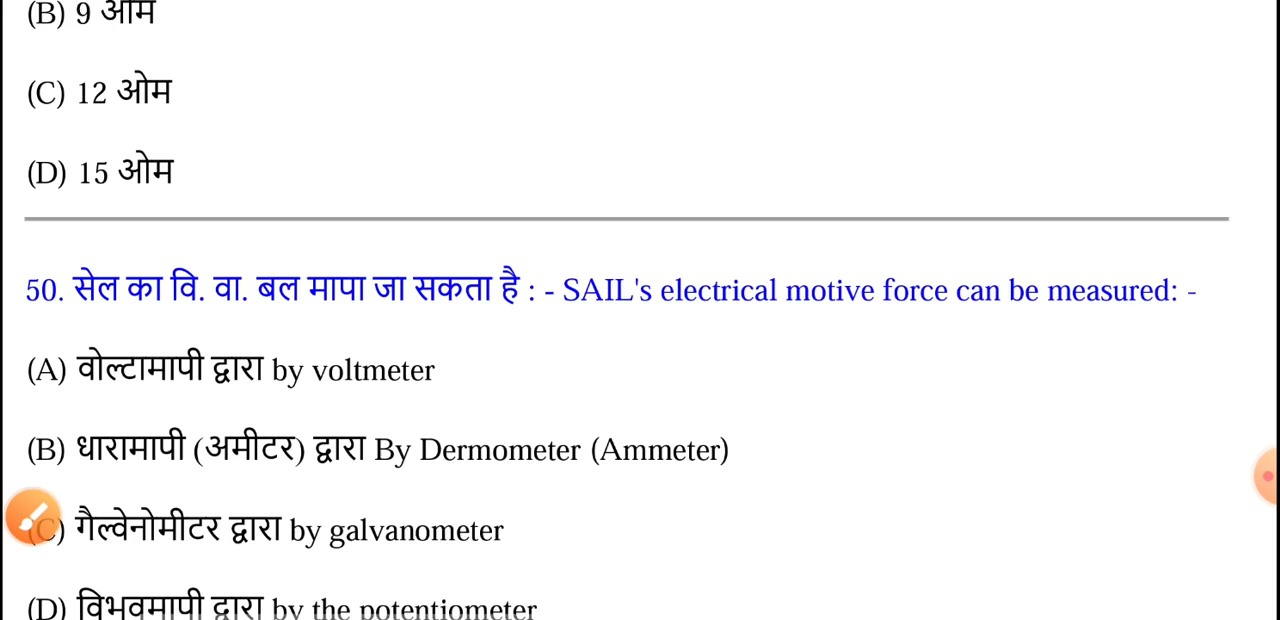 (B) 9 ओम
(C) 12 ओम
(D) 15 ओम
50. सेल का वि. वा. बल मापा जा सकता है : - SAIL's electrical motive force can be measured: -
(A) वोल्टामापी द्वारा by voltmeter
(B) धारामापी (अमीटर) द्वारा By Dermometer (Ammeter)
(C) गैल्वेनोमीटर द्वारा by galvanometer
(D) विभवमापी द्वारा by the potentiometer